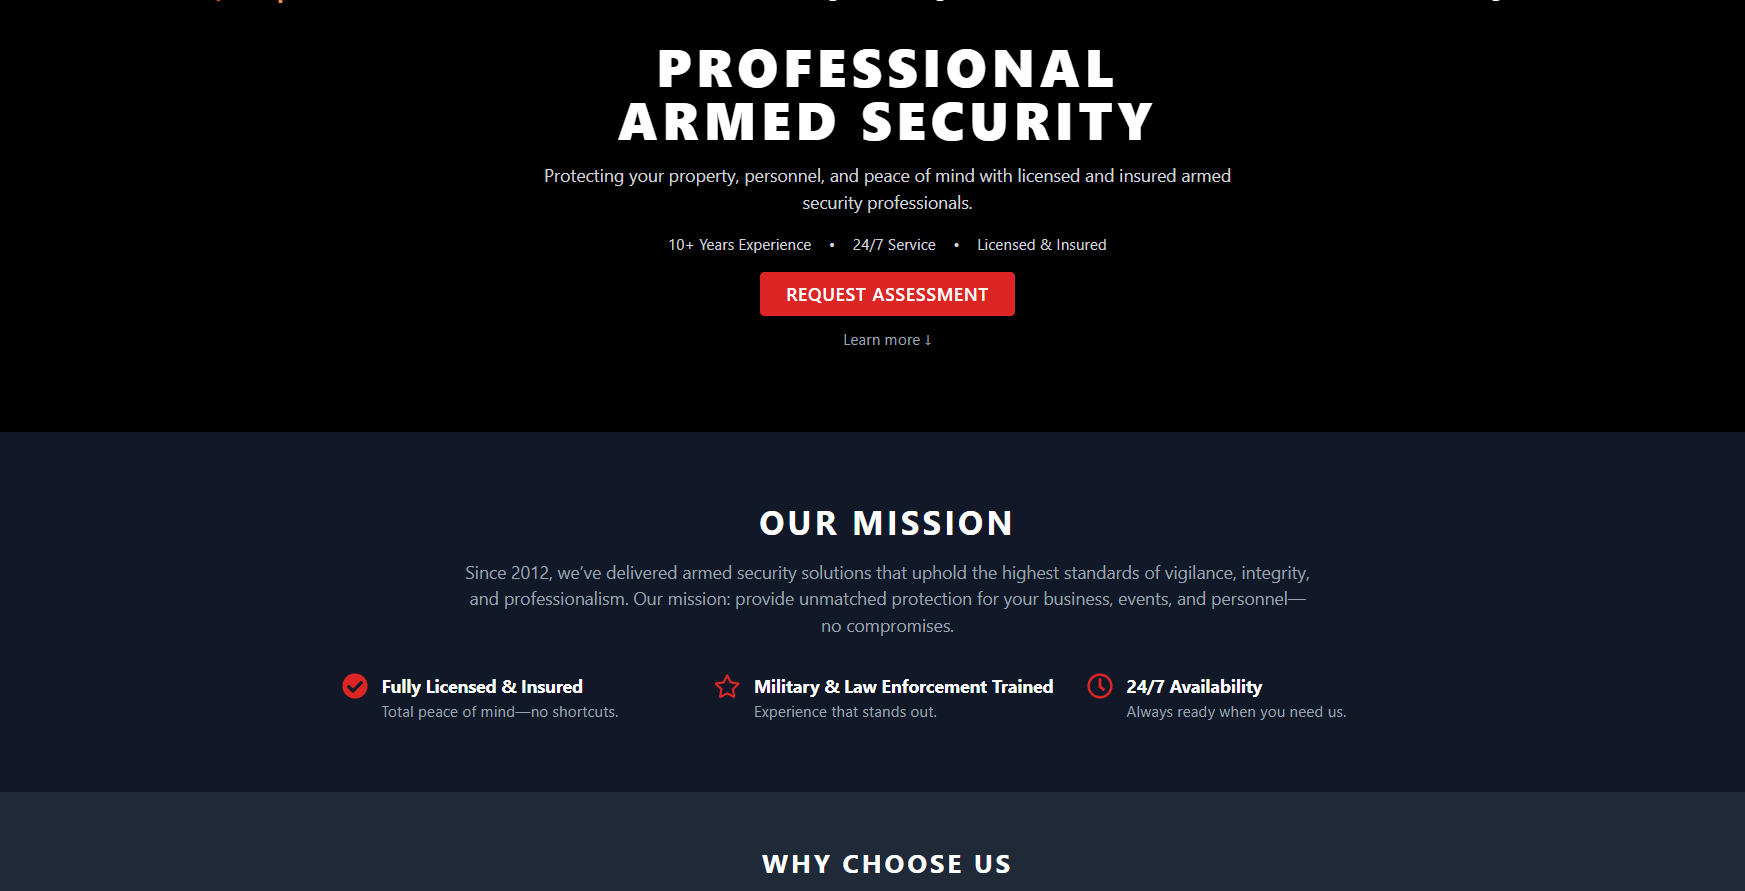 PROFESSIONAL
ARMED SECURITY
Protecting your property, personnel, and peace of mind with licensed and insured armed
security professionals.
10+ Years Experience • 24/7 Service • Licensed & Insured
REQUEST ASSESSMENT
Learn more ↓
OUR MISSION
Since 2012, we’ve delivered armed security solutions that uphold the highest standards of vigilance, integrity,
and professionalism. Our mission: provide unmatched protection for your business, events, and personnel—
no compromises.
Fully Licensed & Insured
Total peace of mind—no shortcuts.
Military & Law Enforcement Trained
Experience that stands out.
24/7 Availability
Always ready when you need us.
WHY CHOOSE US